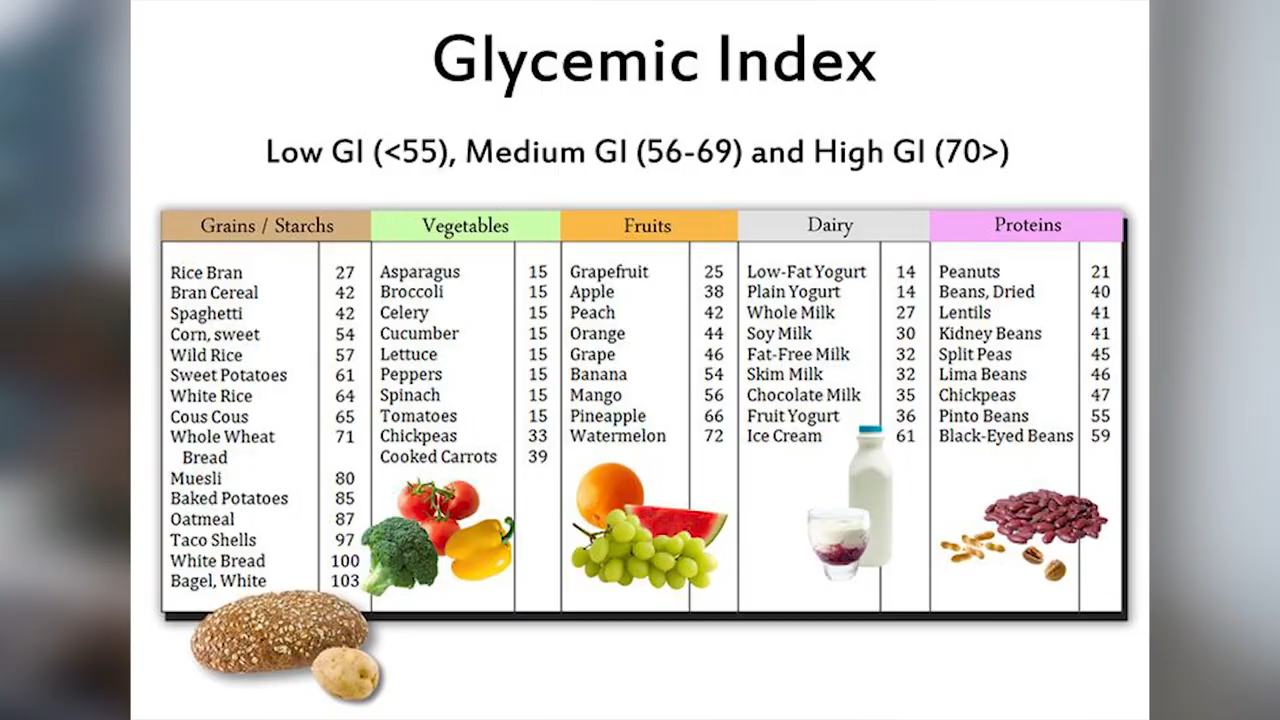 Glycemic Index
Low GI (<55), Medium GI (56-69) and High GI (70>)
Grains / Starchs
Rice Bran 27
Bran Cereal 42
Spaghetti 42
Corn, sweet 54
Wild Rice 57
Sweet Potatoes 61
White Rice 64
Cous Cous 65
Whole Wheat 71
Bread
Muesli 80
Baked Potatoes 85
Oatmeal 87
Taco Shells 97
White Bread 100
Bagel, White 103
Vegetables
Asparagus 15
Broccoli 15
Celery 15
Cucumber 15
Lettuce 15
Peppers 15
Spinach 15
Tomatoes 15
Chickpeas 33
Cooked Carrots 39
Fruits
Grapefruit 25
Apple 38
Peach 42
Orange 44
Grape 46
Banana 54
Mango 56
Pineapple 66
Watermelon 72
Dairy
Low-Fat Yogurt 14
Plain Yogurt 14
Whole Milk 27
Soy Milk 30
Fat-Free Milk 32
Skim Milk 32
Chocolate Milk 35
Fruit Yogurt 36
Ice Cream 61
Proteins
Peanuts 21
Beans, Dried 40
Lentils 41
Kidney Beans 41
Split Peas 45
Lima Beans 46
Chickpeas 47
Pinto Beans 55
Black-Eyed Beans 59